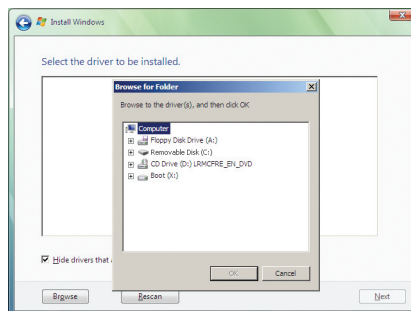 Install Windows
Select the driver to be installed.
Browse for Folder
Browse to the driver(s), and then click OK
Computer
Floppy Disk Drive (A:)
Removable Disk (C:)
CD Drive (D:) LRMCFRE_EN_DVD
Boot (X:)
Hide drivers that
OK
Cancel
Browse
Rescan
Next